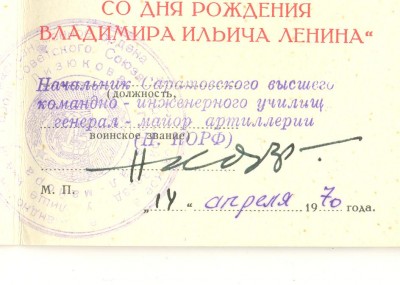 СО ДНЯ РОЖДЕНИЯ
ВЛАДИМИРА ИЛЬИЧА ЛЕНИНА“
Начальник Саратовского высшего
(должность,
командно - инженерного училищ
генерал - майор артиллерии
воинское звание)
(Н. КОРФ)
М. П.
„14“ апреля 1970 года.